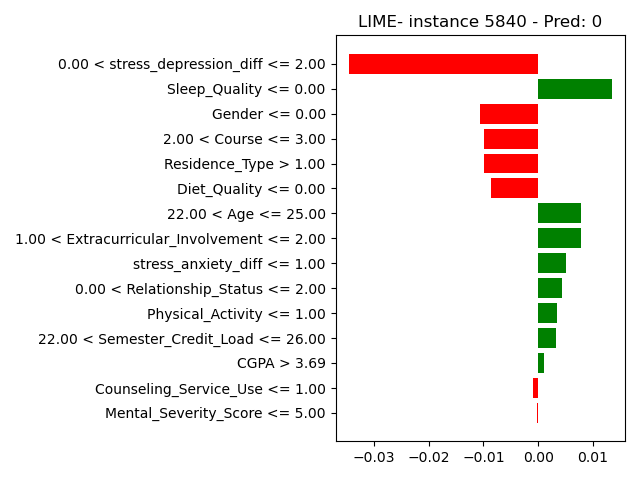 LIME- instance 5840 - Pred: 0
0.00 < stress_depression_diff <= 2.00
Sleep_Quality <= 0.00
Gender <= 0.00
2.00 < Course <= 3.00
Residence_Type > 1.00
Diet_Quality <= 0.00
22.00 < Age <= 25.00
1.00 < Extracurricular_Involvement <= 2.00
stress_anxiety_diff <= 1.00
0.00 < Relationship_Status <= 2.00
Physical_Activity <= 1.00
22.00 < Semester_Credit_Load <= 26.00
CGPA > 3.69
Counseling_Service_Use <= 1.00
Mental_Severity_Score <= 5.00
−0.03 −0.02 −0.01 0.00 0.01